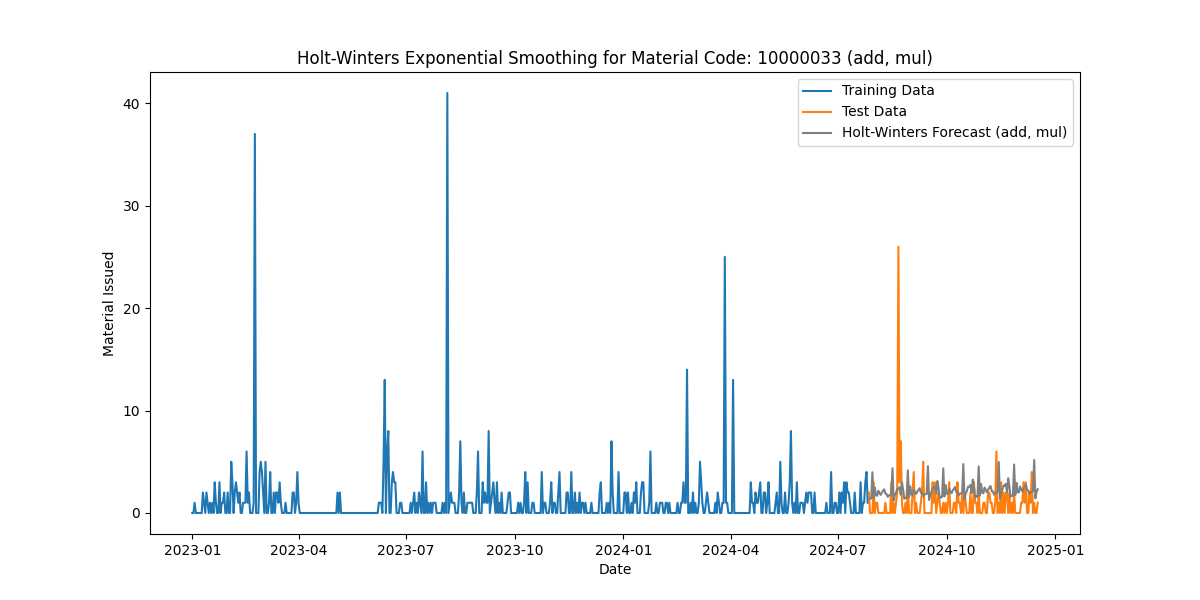 Holt-Winters Exponential Smoothing for Material Code: 10000033 (add, mul)
Training Data
Test Data
Holt-Winters Forecast (add, mul)
Material Issued
40
30
20
10
0
2023-01
2023-04
2023-07
2023-10
2024-01
2024-04
2024-07
2024-10
2025-01
Date